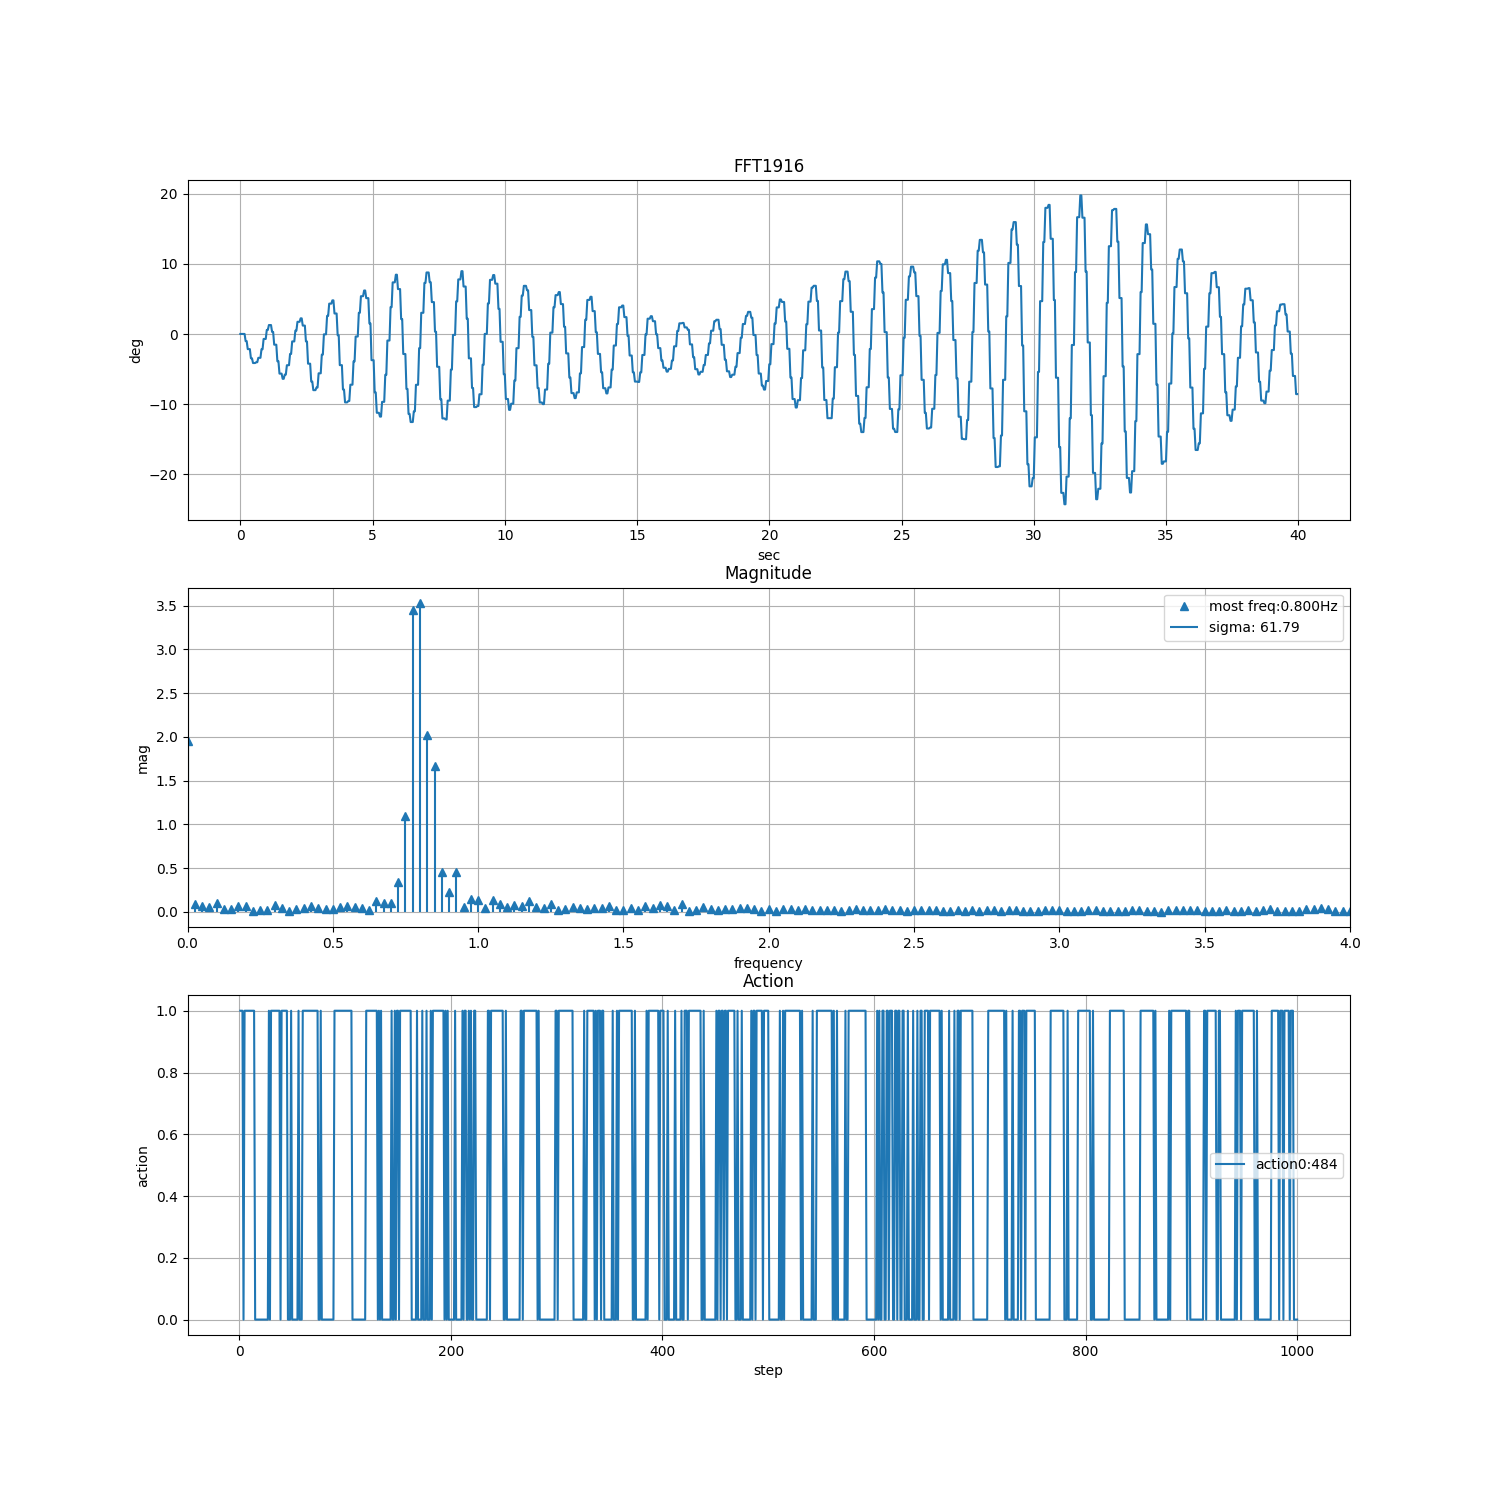 FFT1916
20
10
0
−10
−20
deg
0 5 10 15 20 25 30 35 40
sec
Magnitude
3.5
3.0
2.5
2.0
1.5
1.0
0.5
0.0
mag
most freq:0.800Hz
sigma: 61.79
0.0 0.5 1.0 1.5 2.0 2.5 3.0 3.5 4.0
frequency
Action
1.0
0.8
0.6
0.4
0.2
0.0
action
action0:484
0 200 400 600 800 1000
step